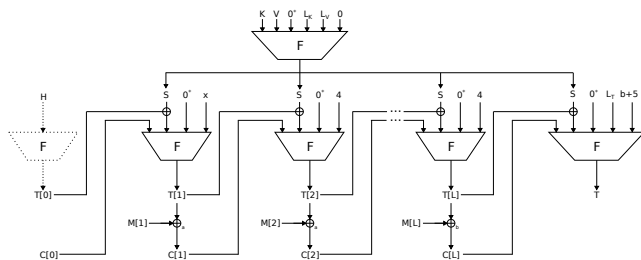 K V 0* L_K L_V 0
F
S S S S
H 0* x 0* 4 0* 4 0* L_T b+5
F F F F F
T[0] T[1] T[2] T[L] T
M[1] a M[2] a M[L] b
C[0] C[1] C[2] C[L]